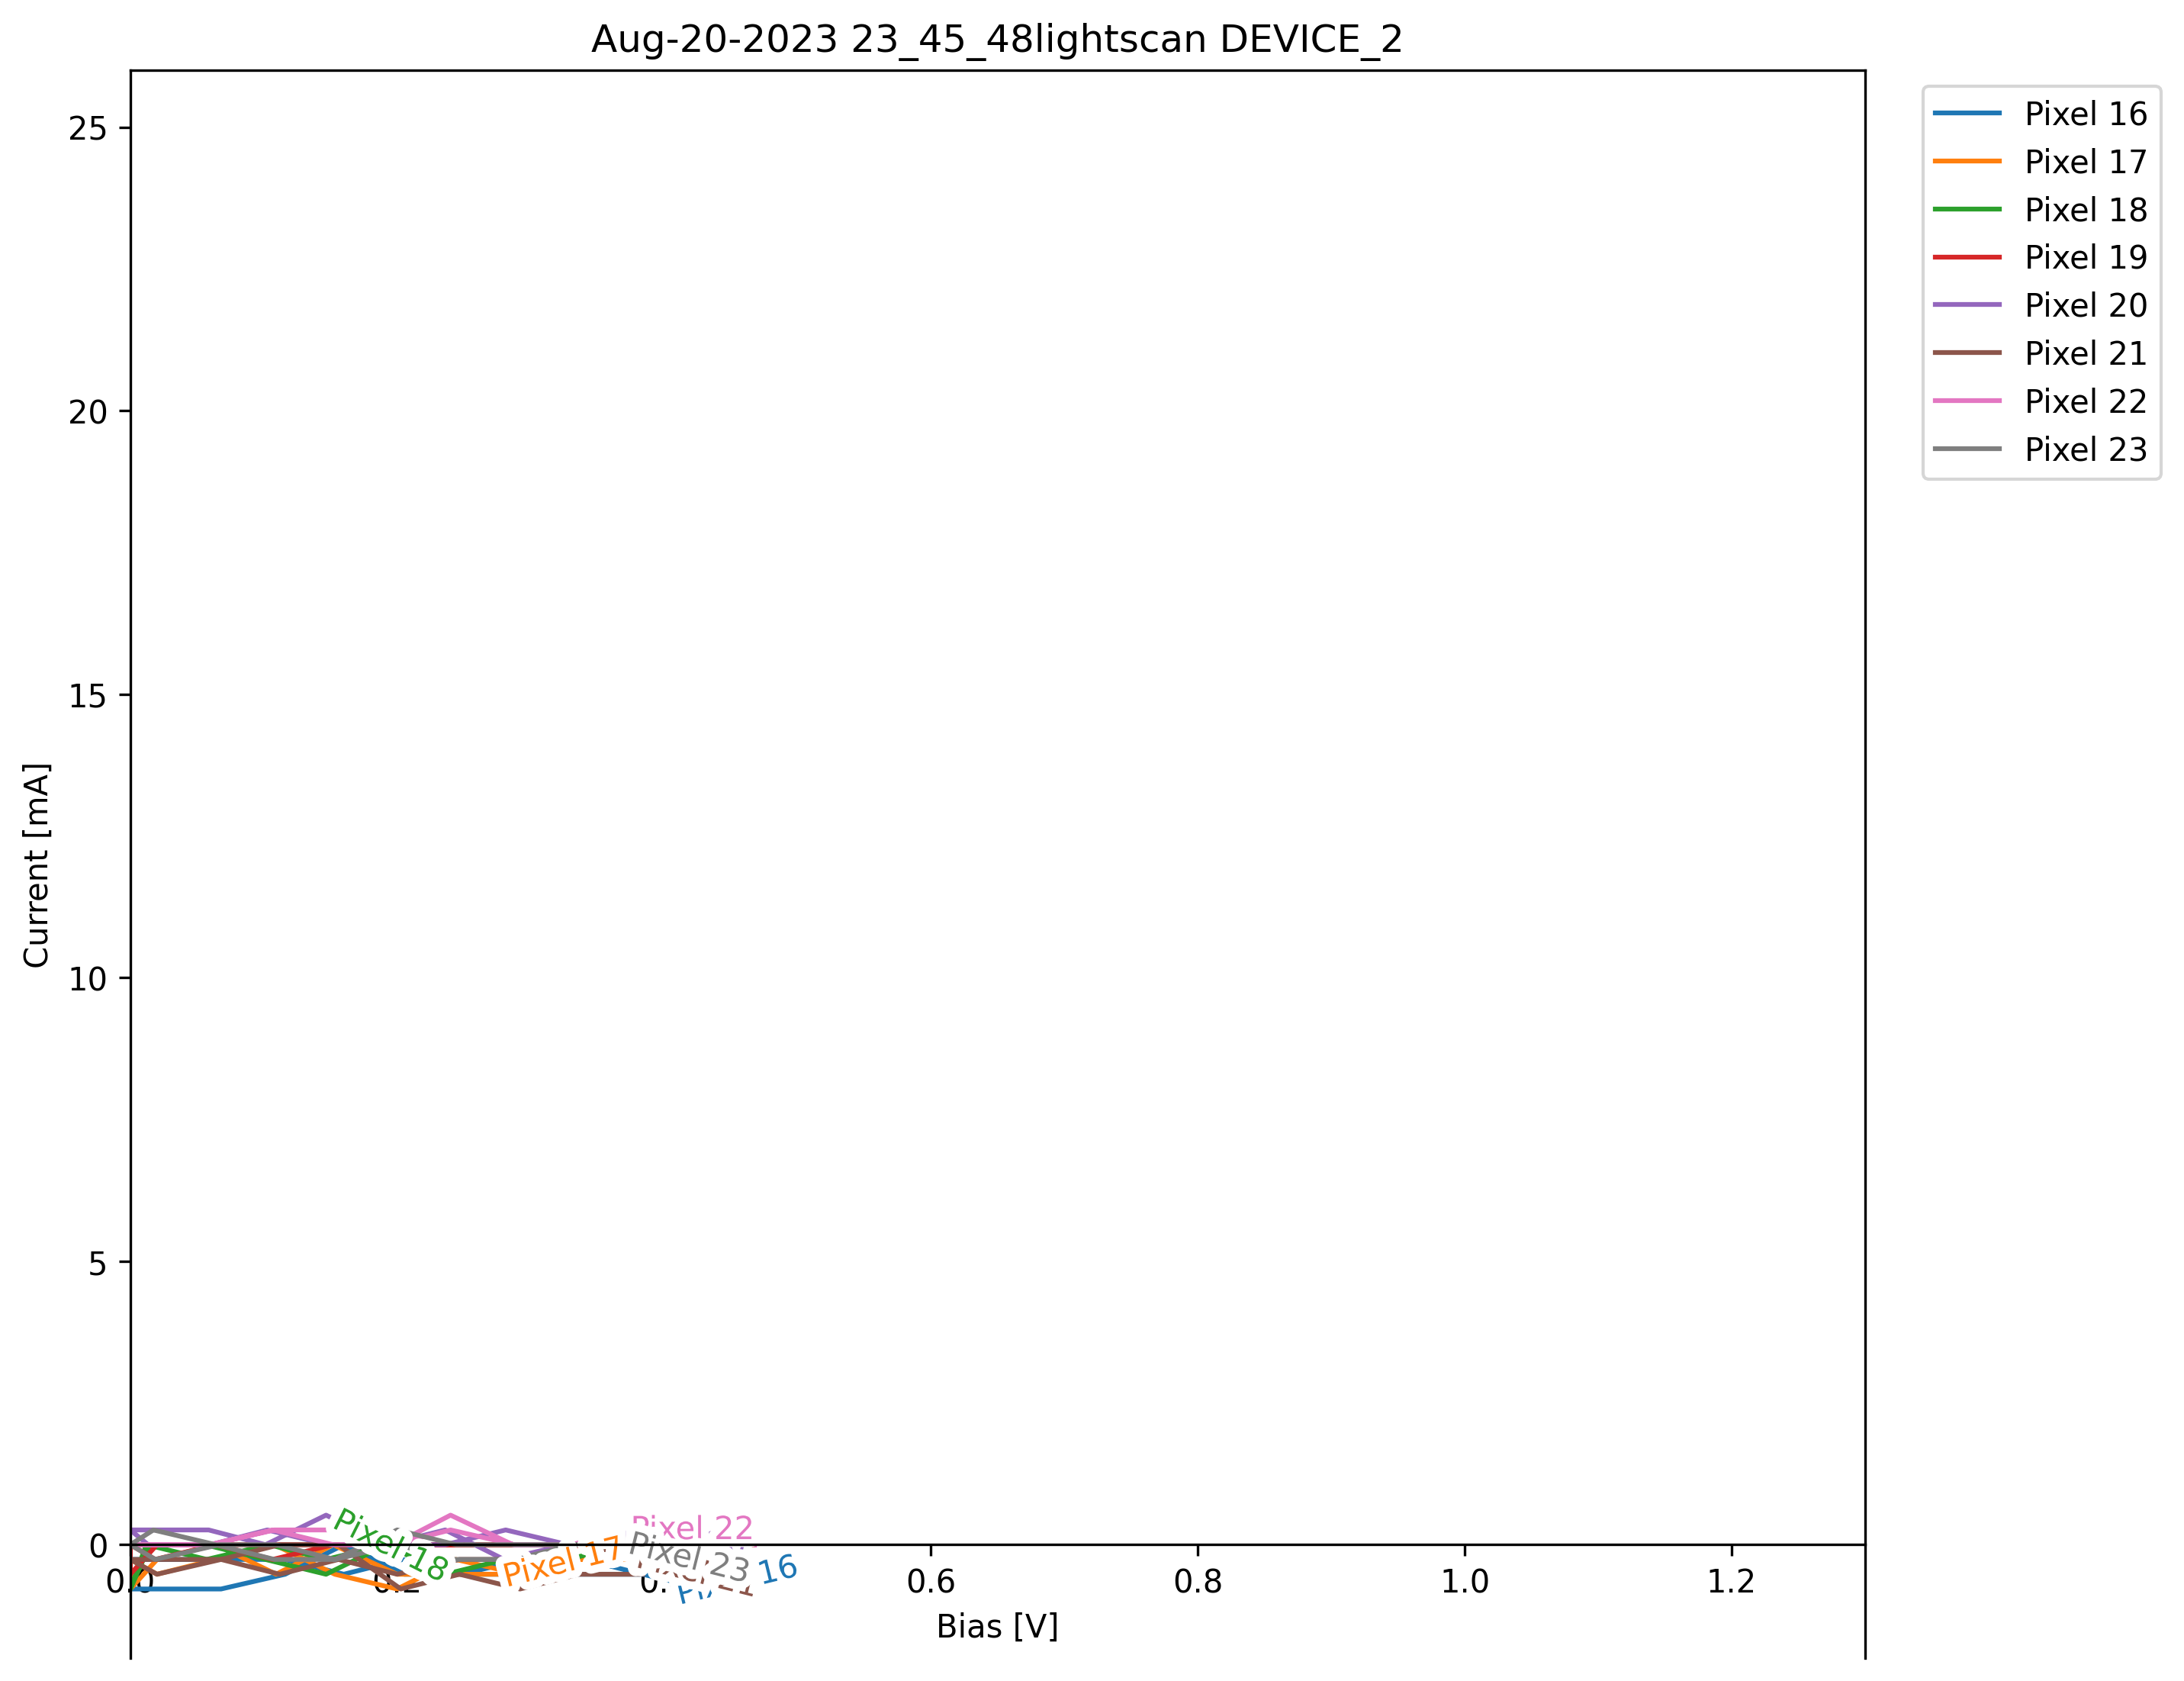 Aug-20-2023 23_45_48lightscan DEVICE_2
Pixel 16
Pixel 17
Pixel 18
Pixel 19
Pixel 20
Pixel 21
Pixel 22
Pixel 23
25
20
15
10
5
0
Current [mA]
Pixel 18
Pixel 17
Pixel 22
Pixel 23
16
0.6
0.8
1.0
1.2
Bias [V]